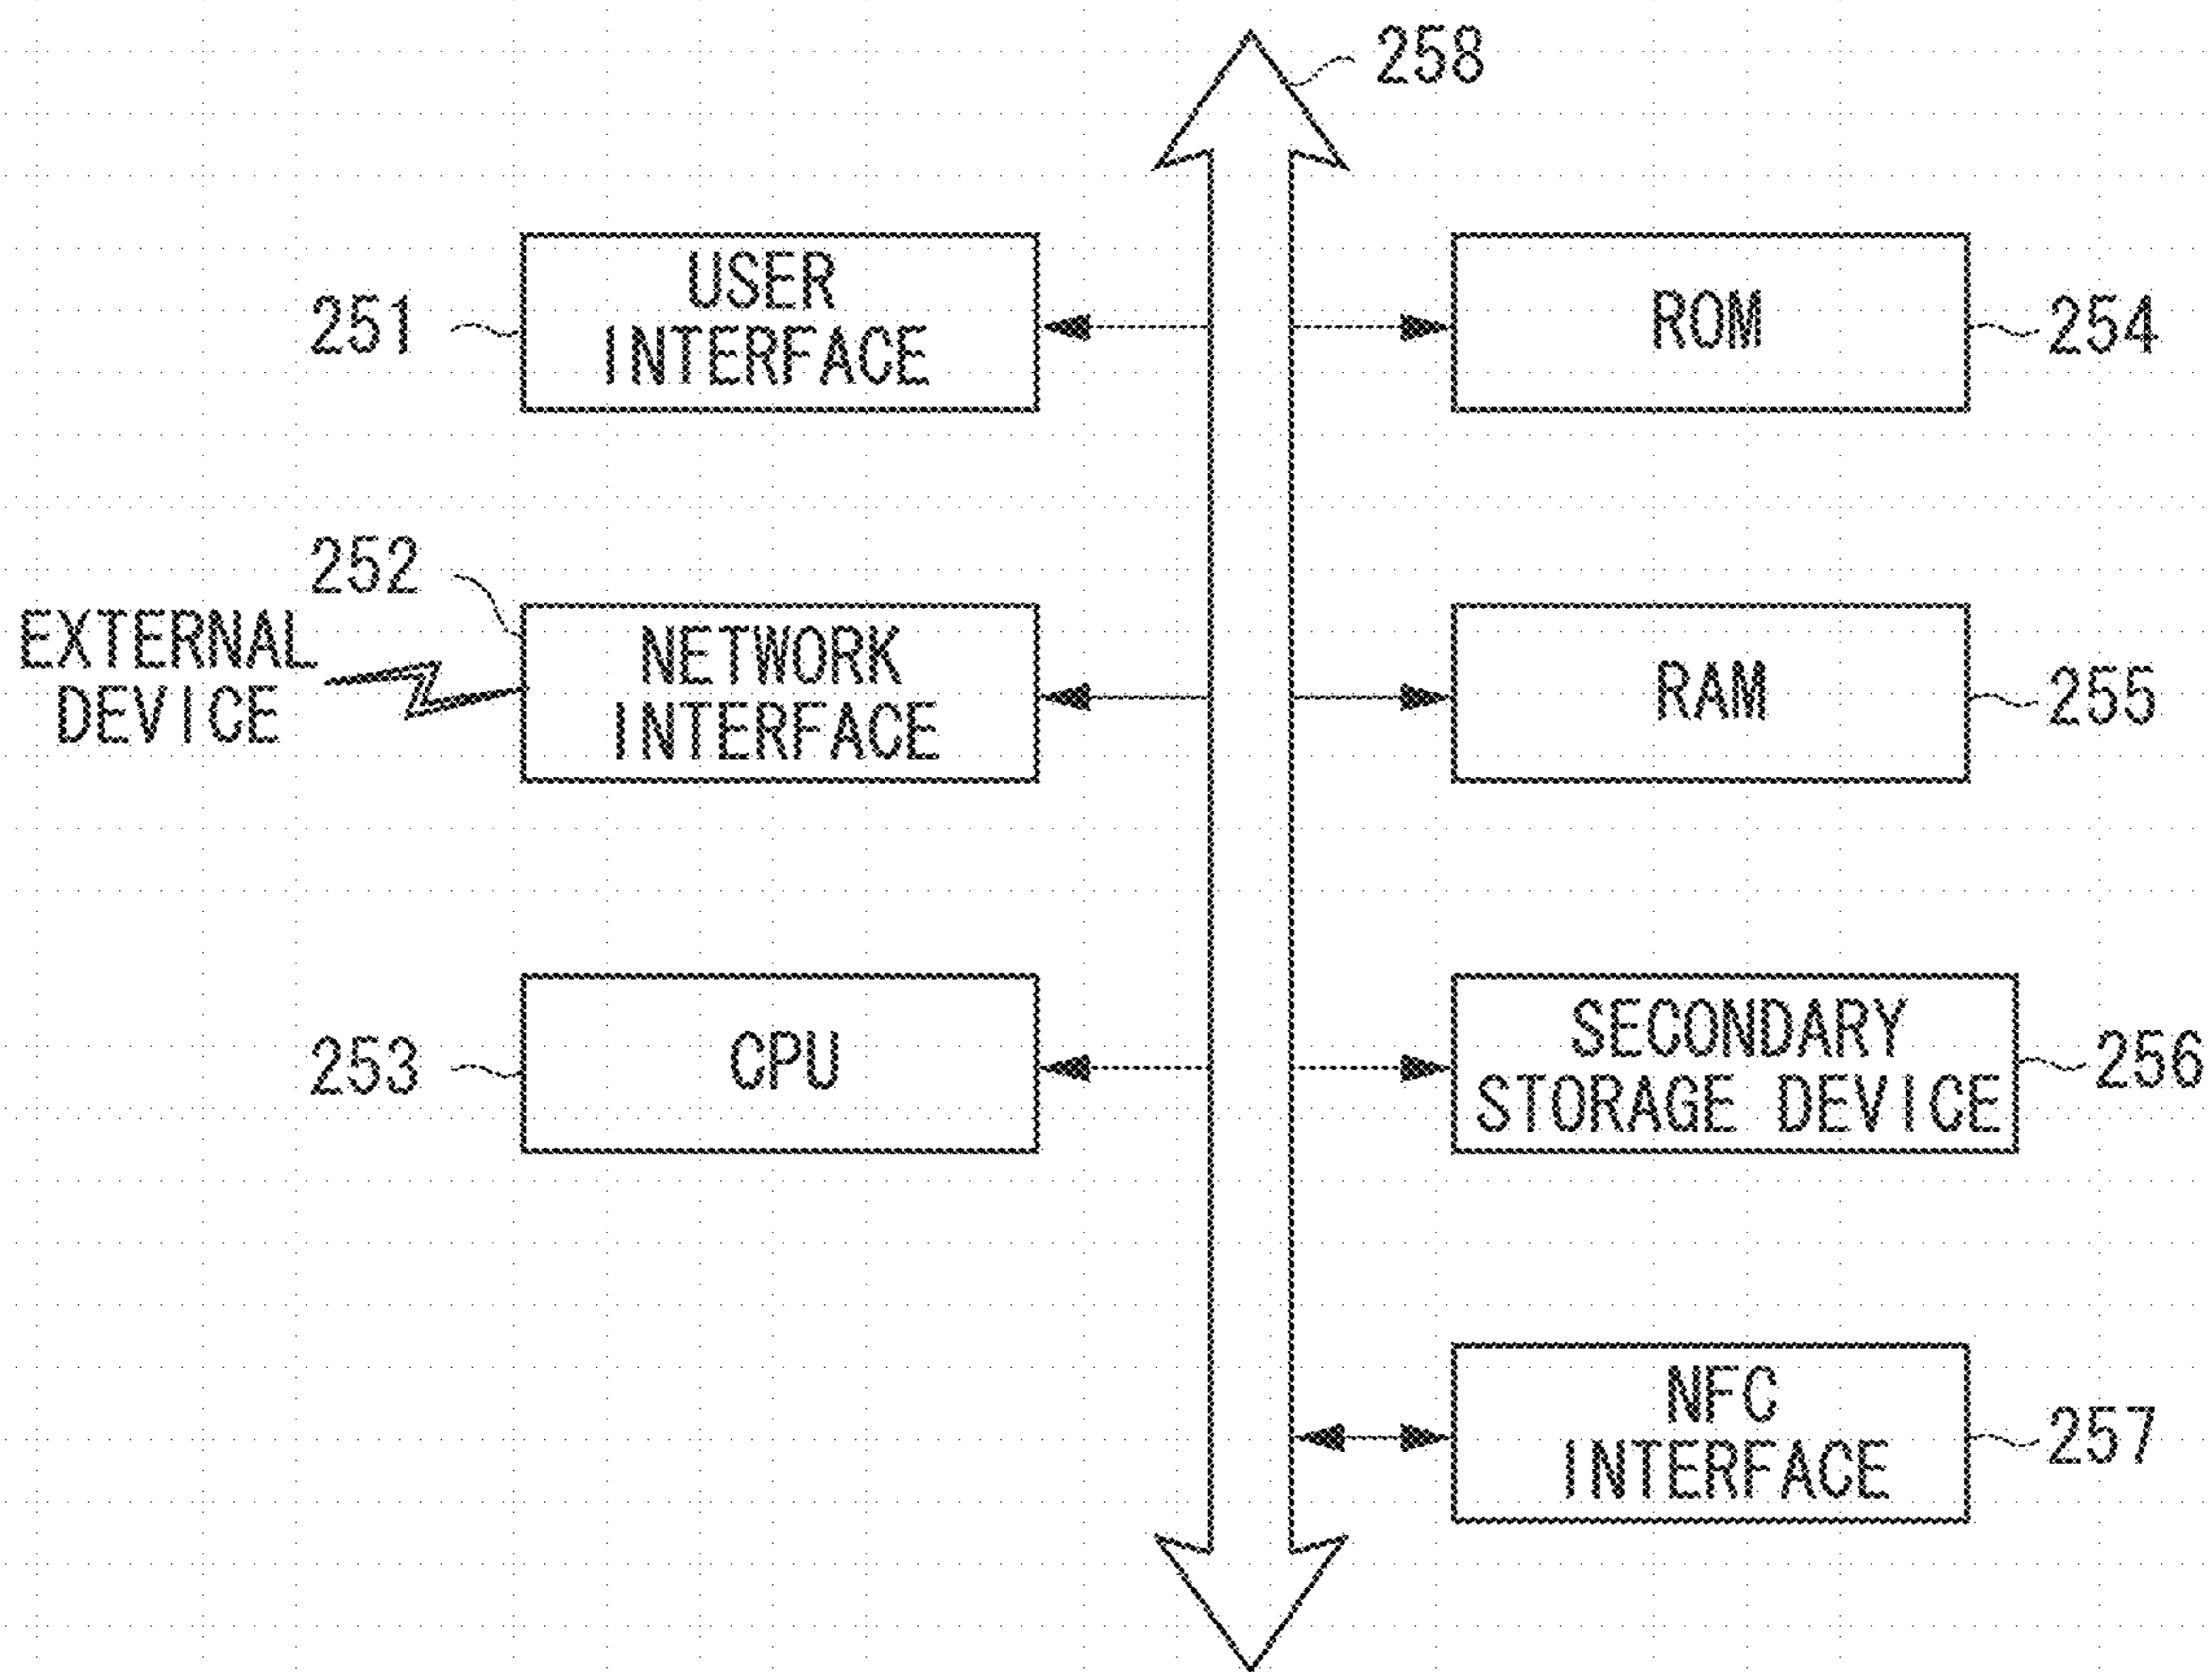 258
USER
INTERFACE
251
ROM
254
252
EXTERNAL
DEVICE
NETWORK
INTERFACE
RAM
255
CPU
253
SECONDARY
STORAGE DEVICE
256
NFC
INTERFACE
257